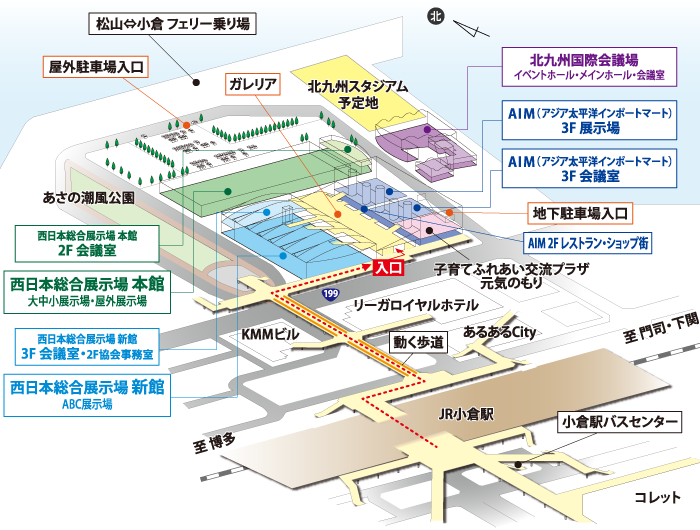 北
松山⇔小倉 フェリー乗り場
屋外駐車場入口
ガレリア
北九州スタジアム
予定地
北九州国際会議場
イベントホール・メインホール・会議室
AIM（アジア太平洋インポートマート）
3F 展示場
AIM（アジア太平洋インポートマート）
3F 会議室
地下駐車場入口
AIM 2F レストラン・ショップ街
あさの潮風公園
西日本総合展示場 本館
2F 会議室
西日本総合展示場 本館
大中小展示場・屋外展示場
入口
子育てふれあい交流プラザ
元気のもり
199
リーガロイヤルホテル
西日本総合展示場 新館
3F 会議室・2F協会事務室
KMMビル
あるあるCity
動く歩道
至 門司・下関
西日本総合展示場 新館
ABC展示場
JR小倉駅
小倉駅バスセンター
至 博多
コレット